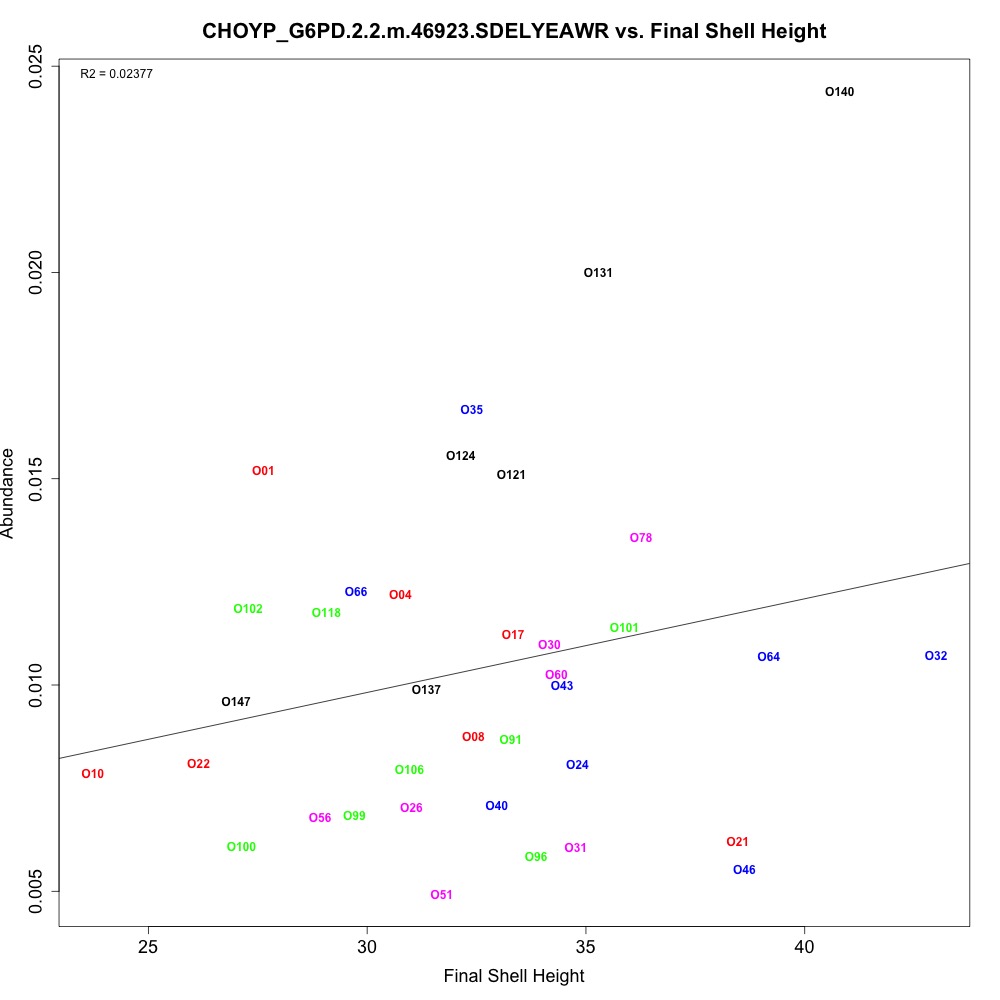 CHOYP_G6PD.2.2.m.46923.SDELYEAWR vs. Final Shell Height
R2 = 0.02377
0.025
O140
0.020
O131
O35
O124
0.015
O01
O121
O78
O66
O04
O102
O118
O101
O17
O30
O64
O32
O60
0.010
O43
O137
O147
O08
O91
O24
O22
O106
O10
O40
O26
O99
O56
O21
O100
O31
O96
O46
0.005
O51
Abundance
25 30 35 40
Final Shell Height